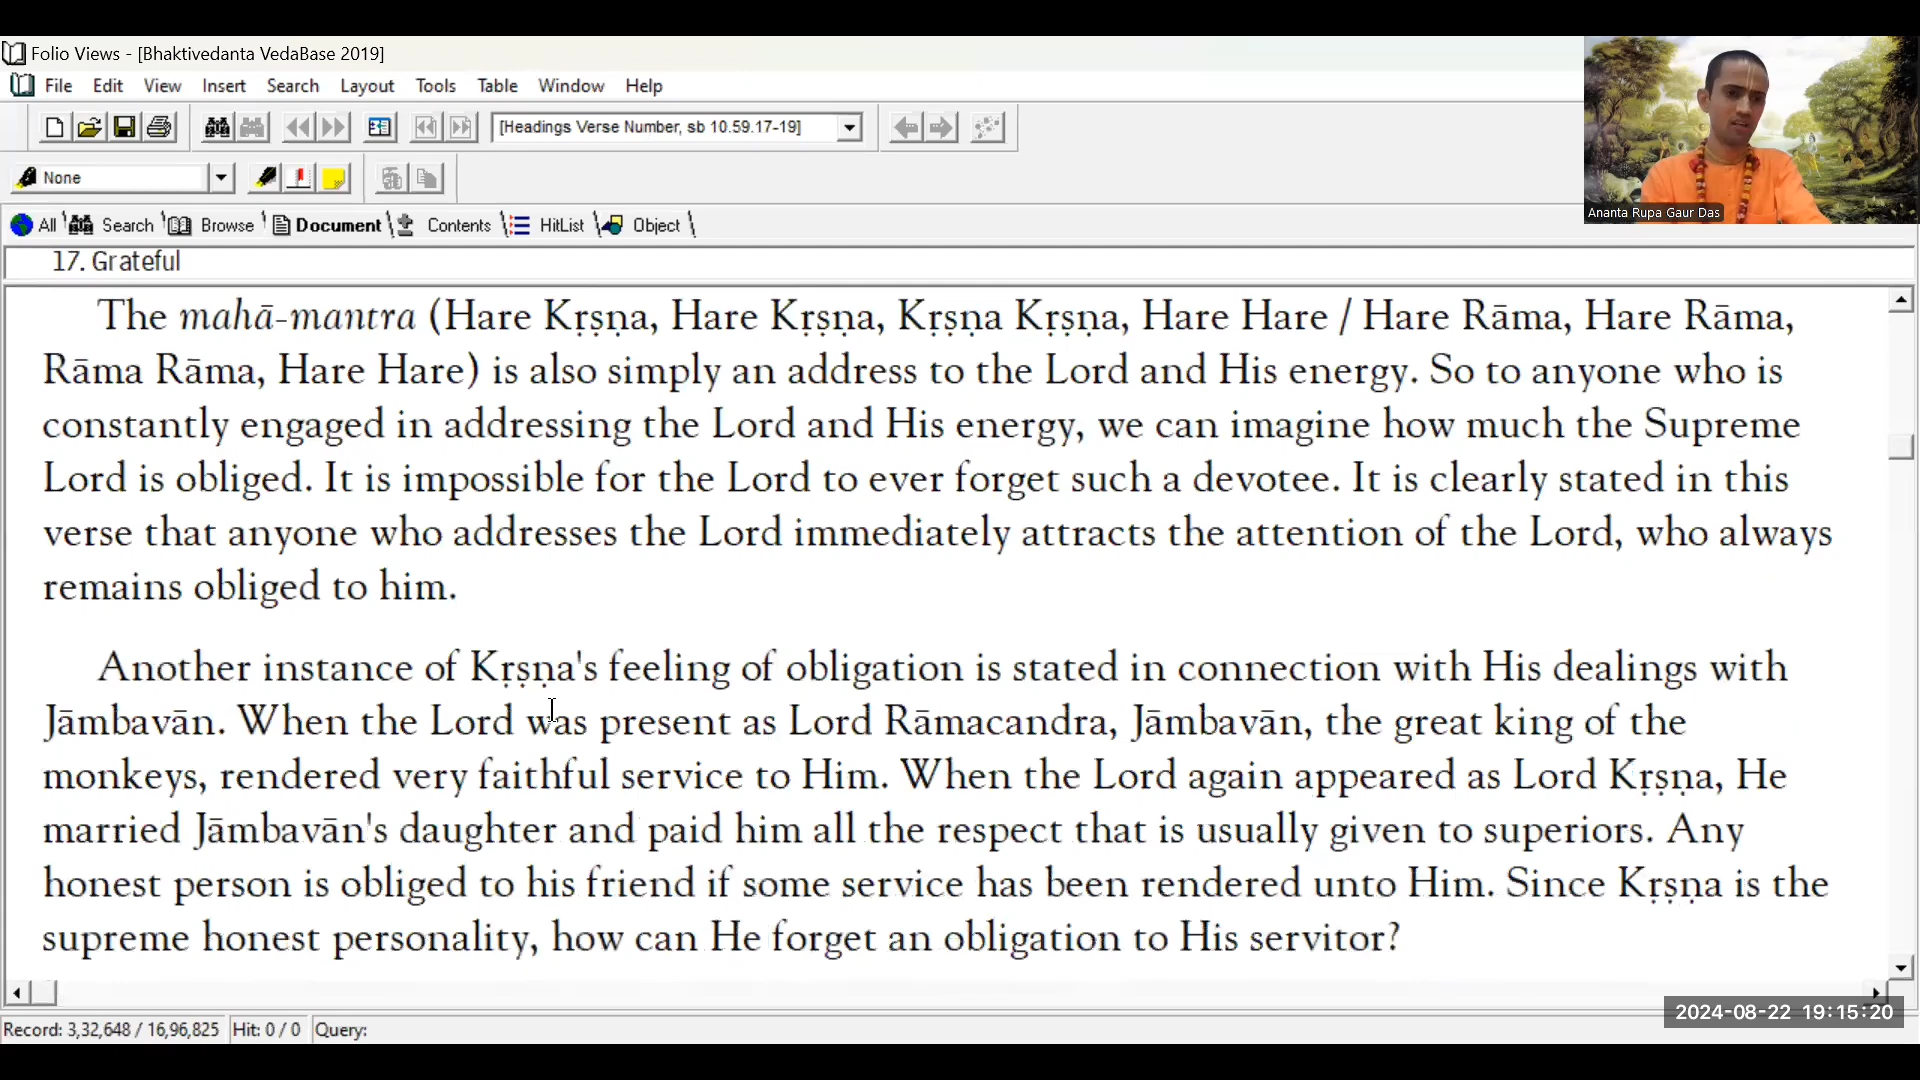 Folio Views - [Bhaktivedanta VedaBase 2019]
File Edit View Insert Search Layout Tools Table Window Help
[Headings Verse Number, sb 10.59.17-19]
None
All Search Browse Document Contents HitList Object
Ananta Rupa Gaur Das
17. Grateful
The mahā-mantra (Hare Kṛṣṇa, Hare Kṛṣṇa, Kṛṣṇa Kṛṣṇa, Hare Hare / Hare Rāma, Hare Rāma,
Rāma Rāma, Hare Hare) is also simply an address to the Lord and His energy. So to anyone who is
constantly engaged in addressing the Lord and His energy, we can imagine how much the Supreme
Lord is obliged. It is impossible for the Lord to ever forget such a devotee. It is clearly stated in this
verse that anyone who addresses the Lord immediately attracts the attention of the Lord, who always
remains obliged to him.
Another instance of Kṛṣṇa's feeling of obligation is stated in connection with His dealings with
Jāmbavān. When the Lord was present as Lord Rāmacandra, Jāmbavān, the great king of the
monkeys, rendered very faithful service to Him. When the Lord again appeared as Lord Kṛṣṇa, He
married Jāmbavān's daughter and paid him all the respect that is usually given to superiors. Any
honest person is obliged to his friend if some service has been rendered unto Him. Since Kṛṣṇa is the
supreme honest personality, how can He forget an obligation to His servitor?
2024-08-22 19:15:20
Record: 3,32,648 / 16,96,825 Hit: 0 / 0 Query: